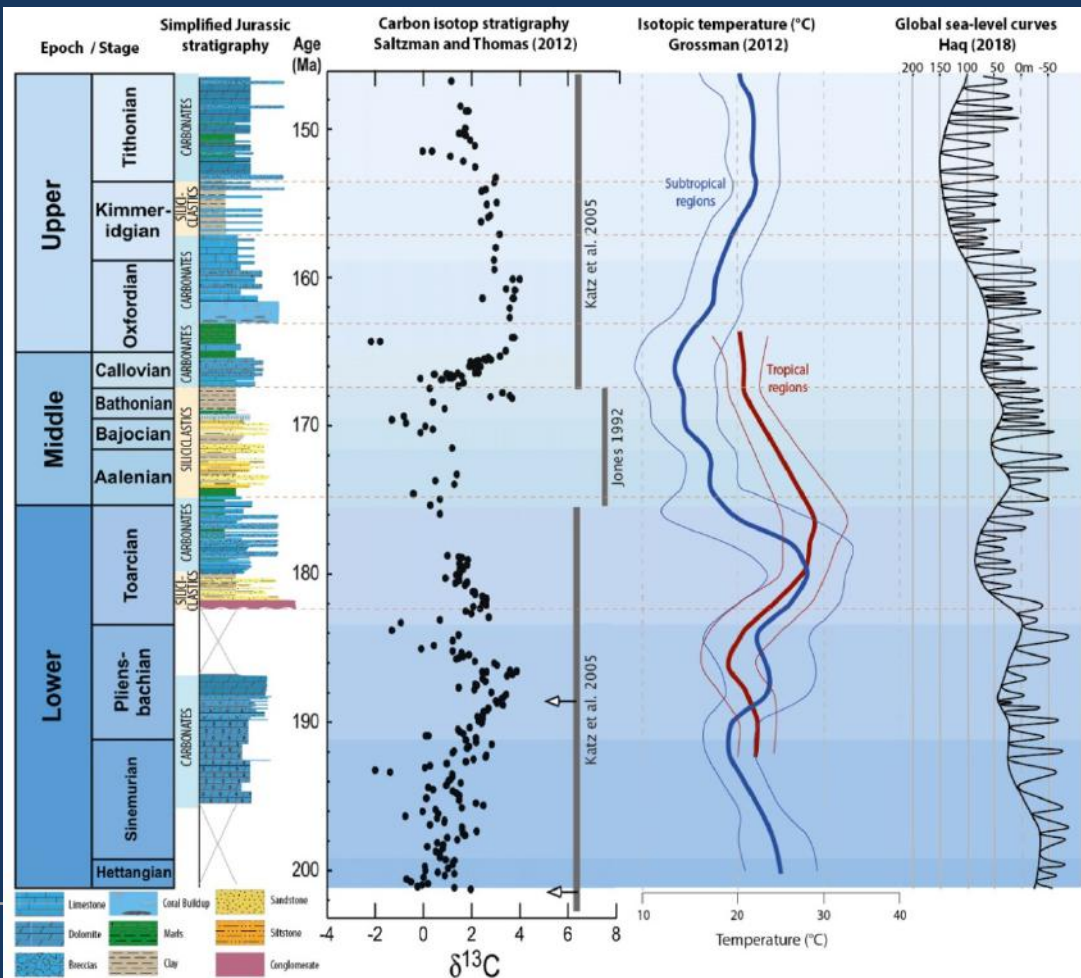 Epoch / Stage
Simplified Jurassic
stratigraphy
Age
(Ma)
Carbon isotop stratigraphy
Saltzman and Thomas (2012)
Isotopic temperature (°C)
Grossman (2012)
Global sea-level curves
Haq (2018)
200 150 100 50 0m -50
Upper
Middle
Lower
Tithonian
Kimmer-
idgian
Oxfordian
Callovian
Bathonian
Bajocian
Aalenian
Toarcian
Pliens-
bachian
Sinemurian
Hettangian
CARBONATES
SILICI-
CLASTICS
CARBONATES
CARBONATES
SILICICLASTICS
CARBONATES
SILICI-
CLASTICS
CARBONATES
150
160
170
180
190
200
Katz et al. 2005
Jones 1992
Katz et al. 2005
Subtropical
regions
Tropical
regions
-4 -2 0 2 4 6 8
δ13C
10 20 30 40
Temperature (°C)
Limestone
Coral Buildup
Sandstone
Dolomite
Marls
Siltstone
Breccias
Clay
Conglomerate